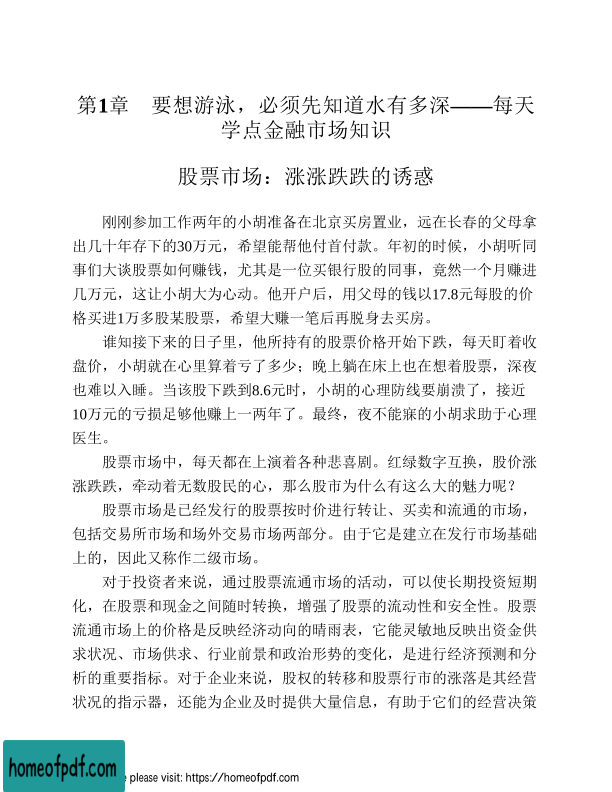 第1章　要想游泳，必须先知道水有多深——每天
学点金融市场知识
股票市场：涨涨跌跌的诱惑
刚刚参加工作两年的小胡准备在北京买房置业，远在长春的父母拿
出几十年存下的30万元，希望能帮他付首付款。年初的时候，小胡听同
事们大谈股票如何赚钱，尤其是一位买银行股的同事，竟然一个月赚进
几万元，这让小胡大为心动。他开户后，用父母的钱以17.8元每股的价
格买进1万多股某股票，希望大赚一笔后再脱身去买房。
谁知接下来的日子里，他所持有的股票价格开始下跌，每天盯着收
盘价，小胡就在心里算着亏了多少；晚上躺在床上也在想着股票，深夜
也难以入睡。当该股下跌到8.6元时，小胡的心理防线要崩溃了，接近
10万元的亏损足够他赚上一两年了。最终，夜不能寐的小胡求助于心理
医生。
股票市场中，每天都在上演着各种悲喜剧。红绿数字互换，股价涨
涨跌跌，牵动着无数股民的心，那么股市为什么有这么大的魅力呢？
股票市场是已经发行的股票按时价进行转让、买卖和流通的市场，
包括交易所市场和场外交易市场两部分。由于它是建立在发行市场基础
上的，因此又称作二级市场。
对于投资者来说，通过股票流通市场的活动，可以使长期投资短期
化，在股票和现金之间随时转换，增强了股票的流动性和安全性。股票
流通市场上的价格是反映经济动向的晴雨表，它能灵敏地反映出资金供
求状况、市场供求、行业前景和政治形势的变化，是进行经济预测和分
析的重要指标。对于企业来说，股权的转移和股票行市的涨落是其经营
状况的指示器，还能为企业及时提供大量信息，有助于它们的经营决策
homeofpdf.com
please visit: https://homeofpdf.com